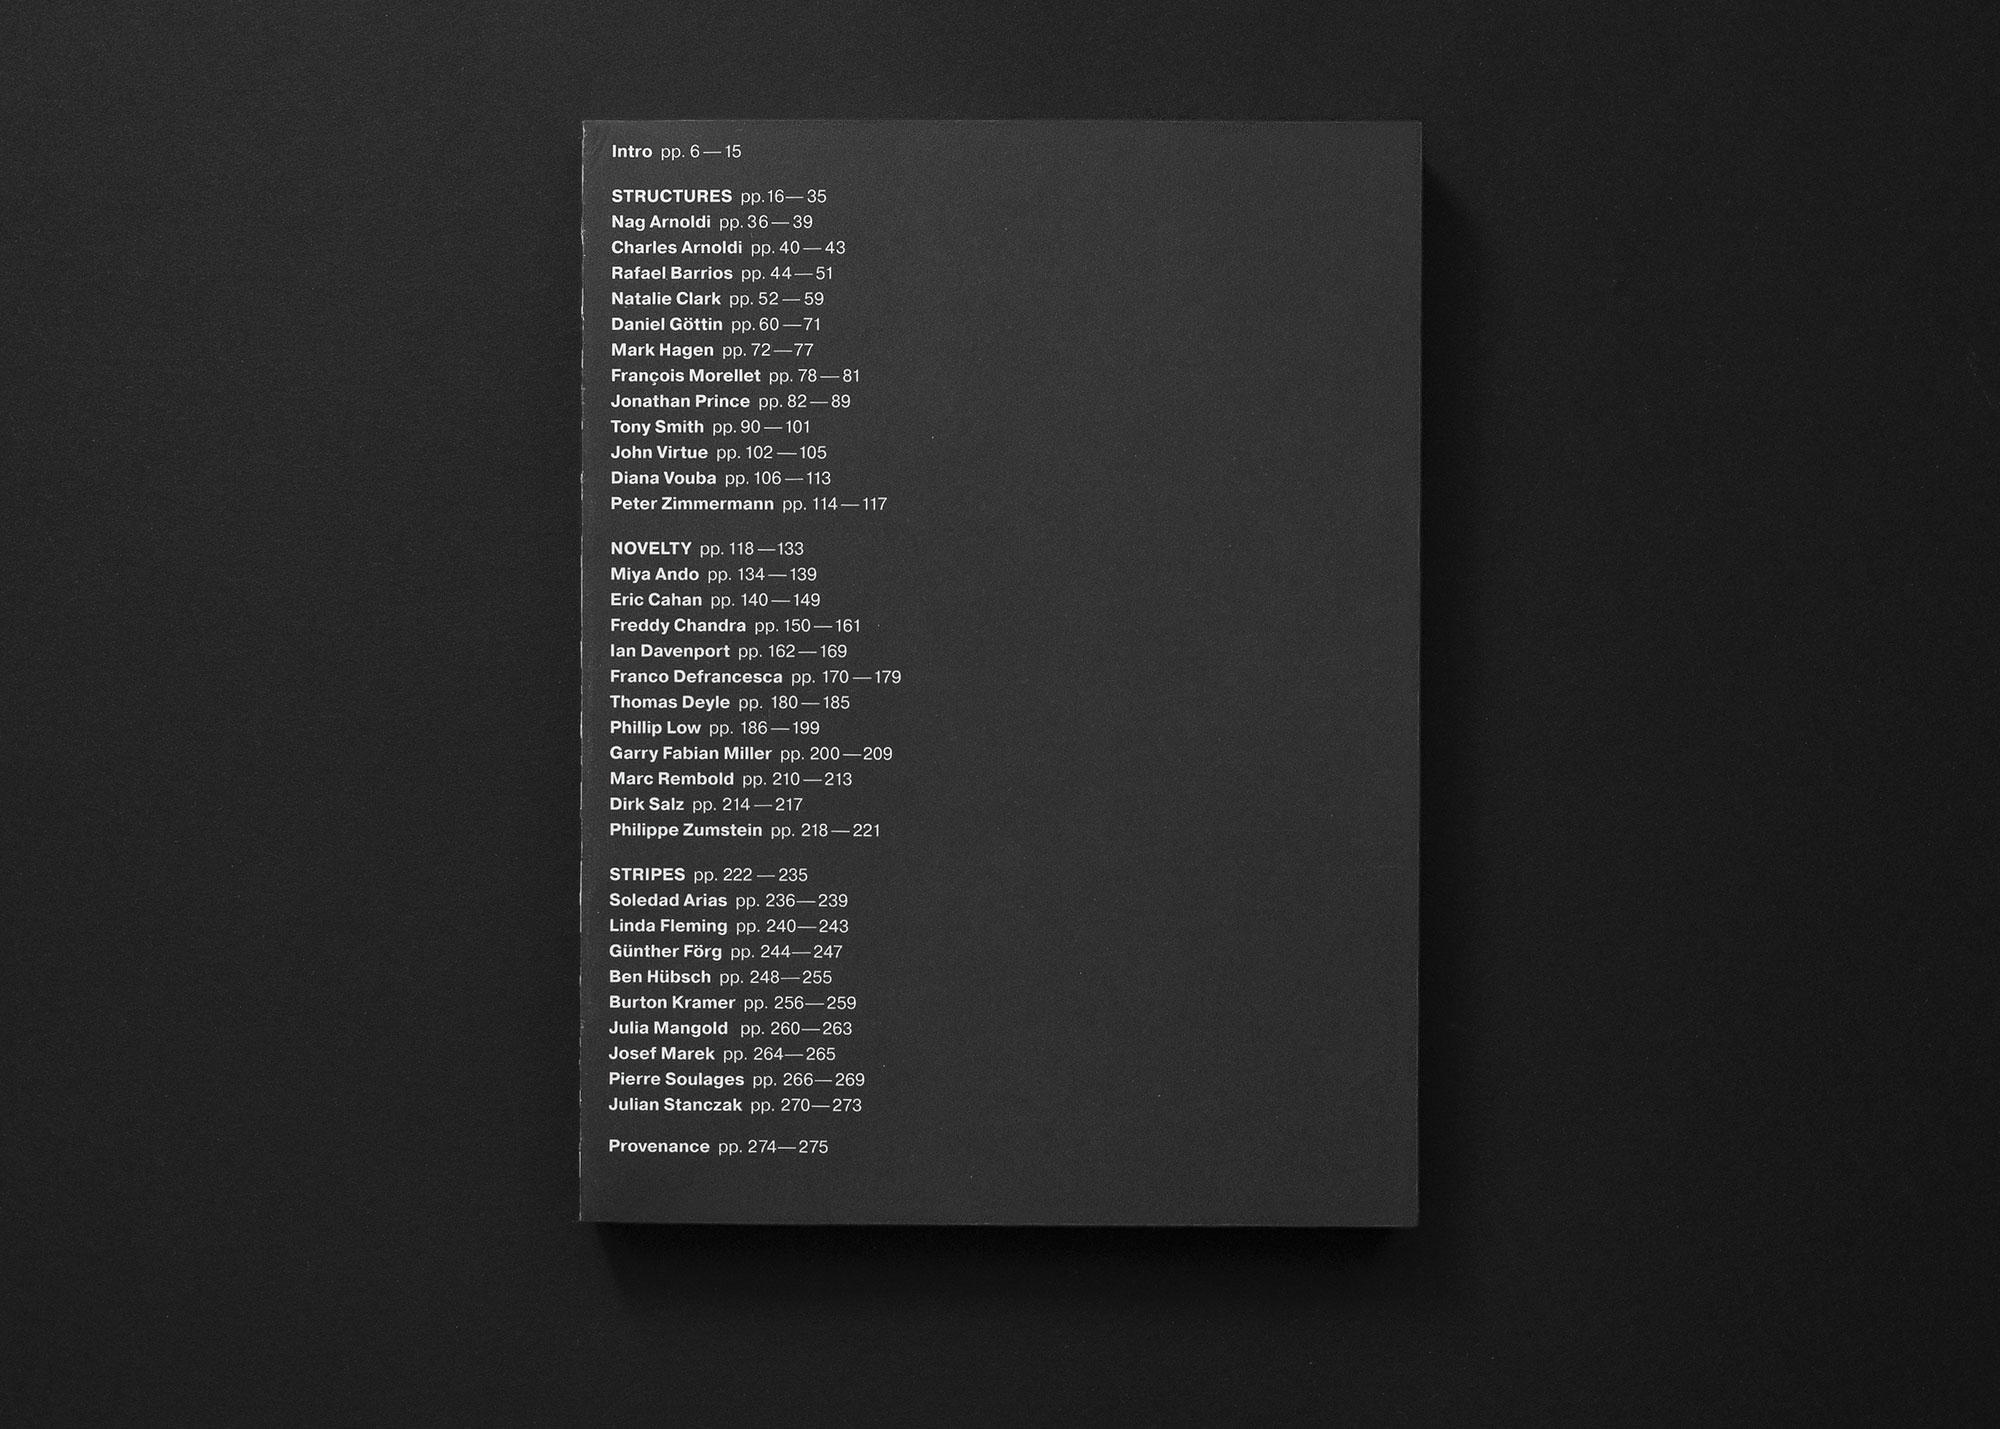 Intro pp. 6 — 15
STRUCTURES pp. 16 — 35
Nag Arnoldi pp. 36 — 39
Charles Arnoldi pp. 40 — 43
Rafael Barrios pp. 44 — 51
Natalie Clark pp. 52 — 59
Daniel Göttin pp. 60 — 71
Mark Hagen pp. 72 — 77
François Morellet pp. 78 — 81
Jonathan Prince pp. 82 — 89
Tony Smith pp. 90 — 101
John Virtue pp. 102 — 105
Diana Vouba pp. 106 — 113
Peter Zimmermann pp. 114 — 117
NOVELTY pp. 118 — 133
Miya Ando pp. 134 — 139
Eric Cahan pp. 140 — 149
Freddy Chandra pp. 150 — 161
Ian Davenport pp. 162 — 169
Franco Defrancesca pp. 170 — 179
Thomas Deyle pp. 180 — 185
Phillip Low pp. 186 — 199
Garry Fabian Miller pp. 200 — 209
Marc Rembold pp. 210 — 213
Dirk Salz pp. 214 — 217
Philippe Zumstein pp. 218 — 221
STRIPES pp. 222 — 235
Soledad Arias pp. 236 — 239
Linda Fleming pp. 240 — 243
Günther Förg pp. 244 — 247
Ben Hübsch pp. 248 — 255
Burton Kramer pp. 256 — 259
Julia Mangold pp. 260 — 263
Josef Marek pp. 264 — 265
Pierre Soulages pp. 266 — 269
Julian Stanczak pp. 270 — 273
Provenance pp. 274 — 275